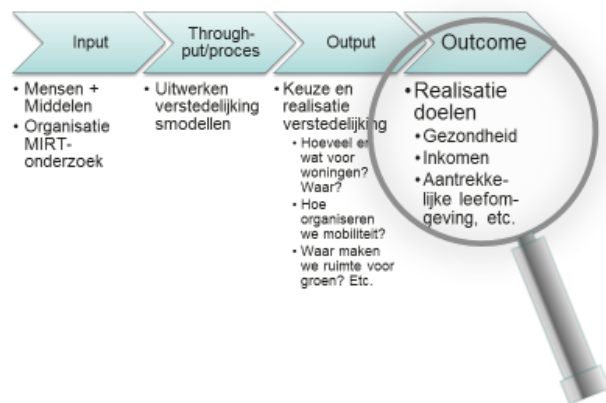 Input
Through-
put/proces
Output
Outcome
• Mensen +
Middelen
• Organisatie
MIRT-
onderzoek
• Uitwerken
verstedelijking
smodellen
• Keuze en
realisatie
verstedelijking
• Hoeveel en
wat voor
woningen?
Waar?
• Hoe
organiseren
we mobiliteit?
• Waar maken
we ruimte voor
groen? Etc.
• Realisatie
doelen
• Gezondheid
• Inkomen
• Aantrekke-
lijke leefom-
geving, etc.